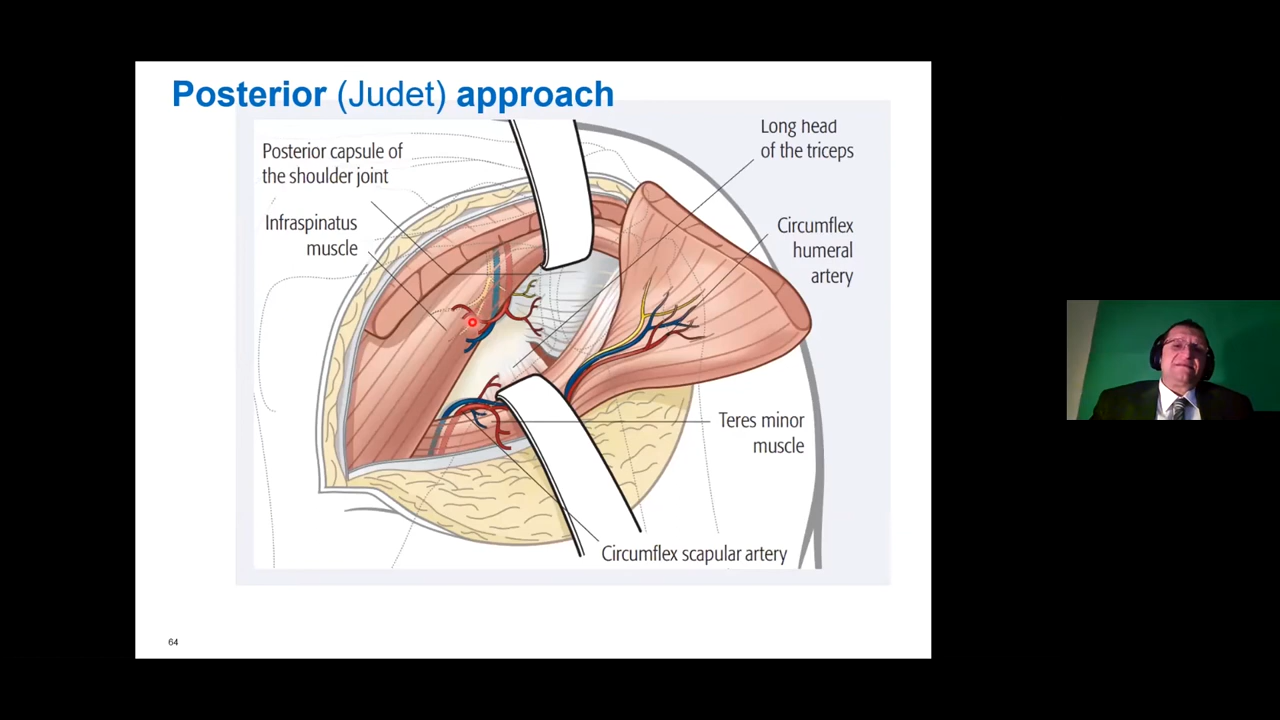 Posterior (Judet) approach
Posterior capsule of
the shoulder joint
Infraspinatus
muscle
Long head
of the triceps
Circumflex
humeral
artery
Teres minor
muscle
Circumflex scapular artery
64